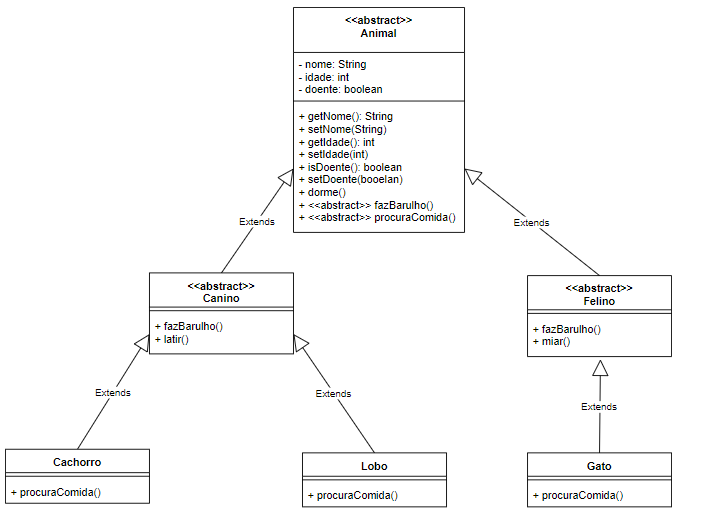 <<abstract>>
Animal
- nome: String
- idade: int
- doente: boolean
+ getNome(): String
+ setNome(String)
+ getIdade(): int
+ setIdade(int)
+ isDoente(): boolean
+ setDoente(booelan)
+ dorme()
+ <<abstract>> fazBarulho()
+ <<abstract>> procuraComida()
Extends
Extends
<<abstract>>
Canino
+ fazBarulho()
+ latir()
<<abstract>>
Felino
+ fazBarulho()
+ miar()
Extends
Extends
Extends
Cachorro
+ procuraComida()
Lobo
+ procuraComida()
Gato
+ procuraComida()